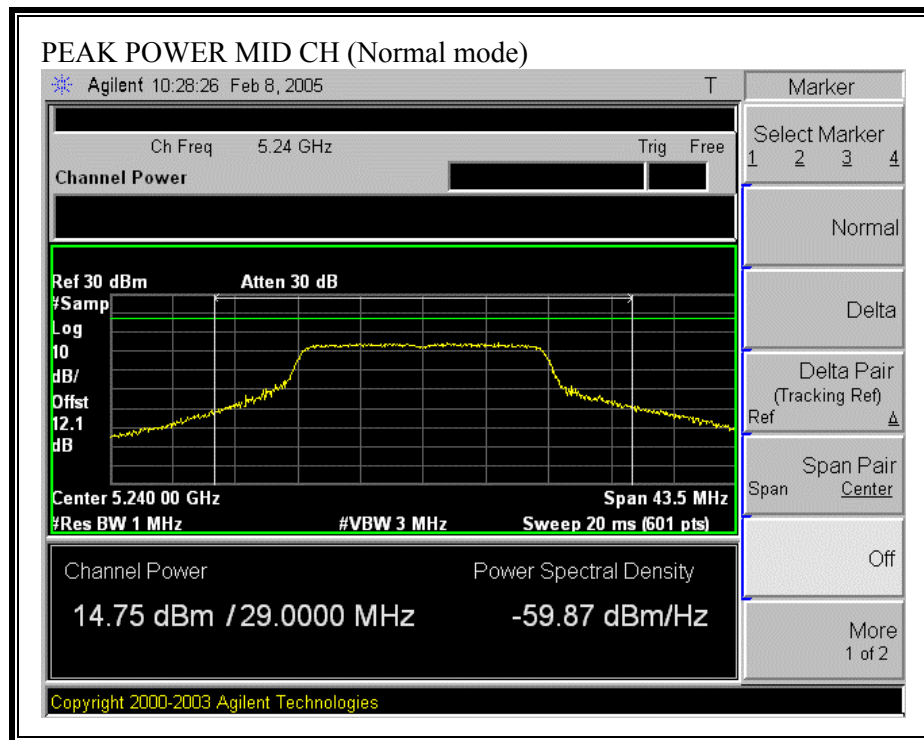 PEAK POWER MID CH (Normal mode)
Agilent 10:28:26 Feb 8, 2005 T
Ch Freq 5.24 GHz Trig Free
Channel Power
Ref 30 dBm Atten 30 dB
#Samp
Log
10
dB/
Offst
12.1
dB
Center 5.240 00 GHz Span 43.5 MHz
#Res BW 1 MHz #VBW 3 MHz Sweep 20 ms (601 pts)
Channel Power Power Spectral Density
14.75 dBm / 29.0000 MHz -59.87 dBm/Hz
Copyright 2000-2003 Agilent Technologies
Marker
Select Marker
1 2 3 4
Normal
Delta
Delta Pair
(Tracking Ref)
Ref Δ
Span Pair
Span Center
Off
More
1 of 2